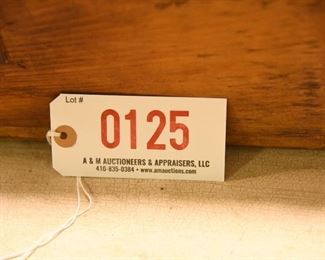 Lot #
0125
A & M AUCTIONEERS & APPRAISERS, LLC
416-835-0384 • www.amauctions.com